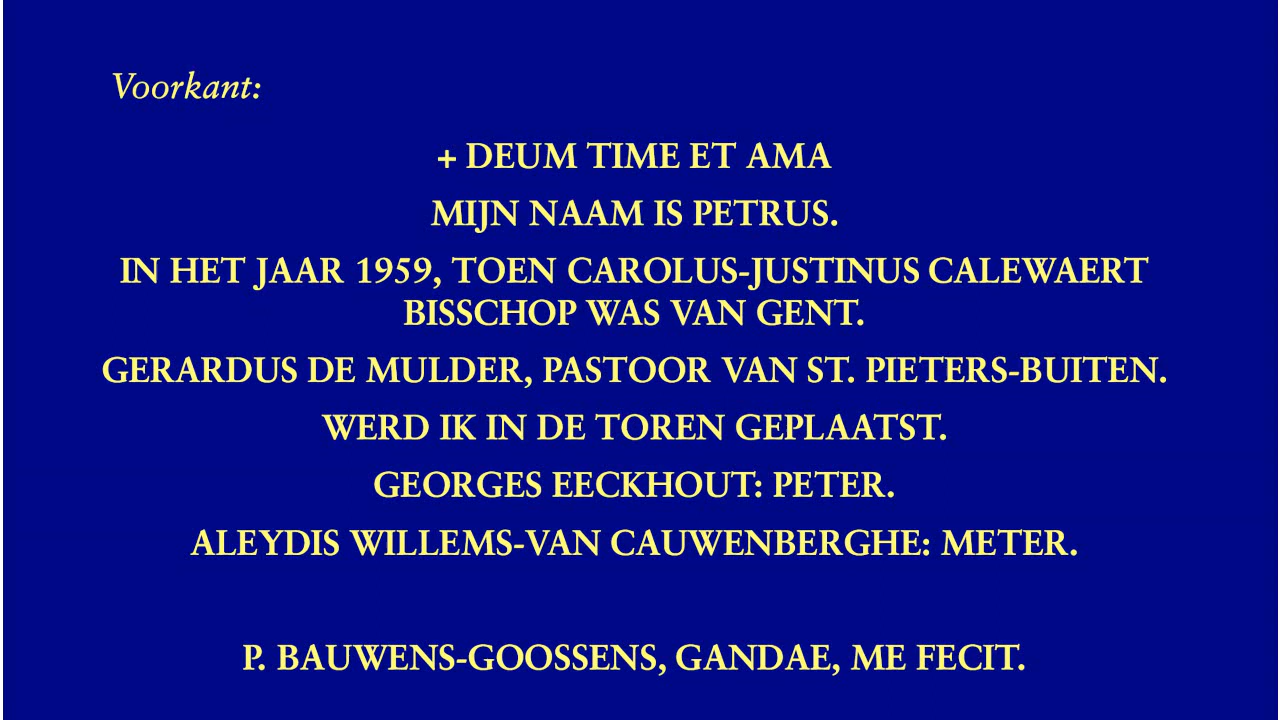 Voorkant:
+ DEUM TIME ET AMA
MIJN NAAM IS PETRUS.
IN HET JAAR 1959, TOEN CAROLUS-JUSTINUS CALEWAERT
BISSCHOP WAS VAN GENT.
GERARDUS DE MULDER, PASTOOR VAN ST. PIETERS-BUITEN.
WERD IK IN DE TOREN GEPLAATST.
GEORGES EECKHOUT: PETER.
ALEYDIS WILLEMS-VAN CAUWENBERGHE: METER.
P. BAUWENS-GOOSSENS, GANDAE, ME FECIT.